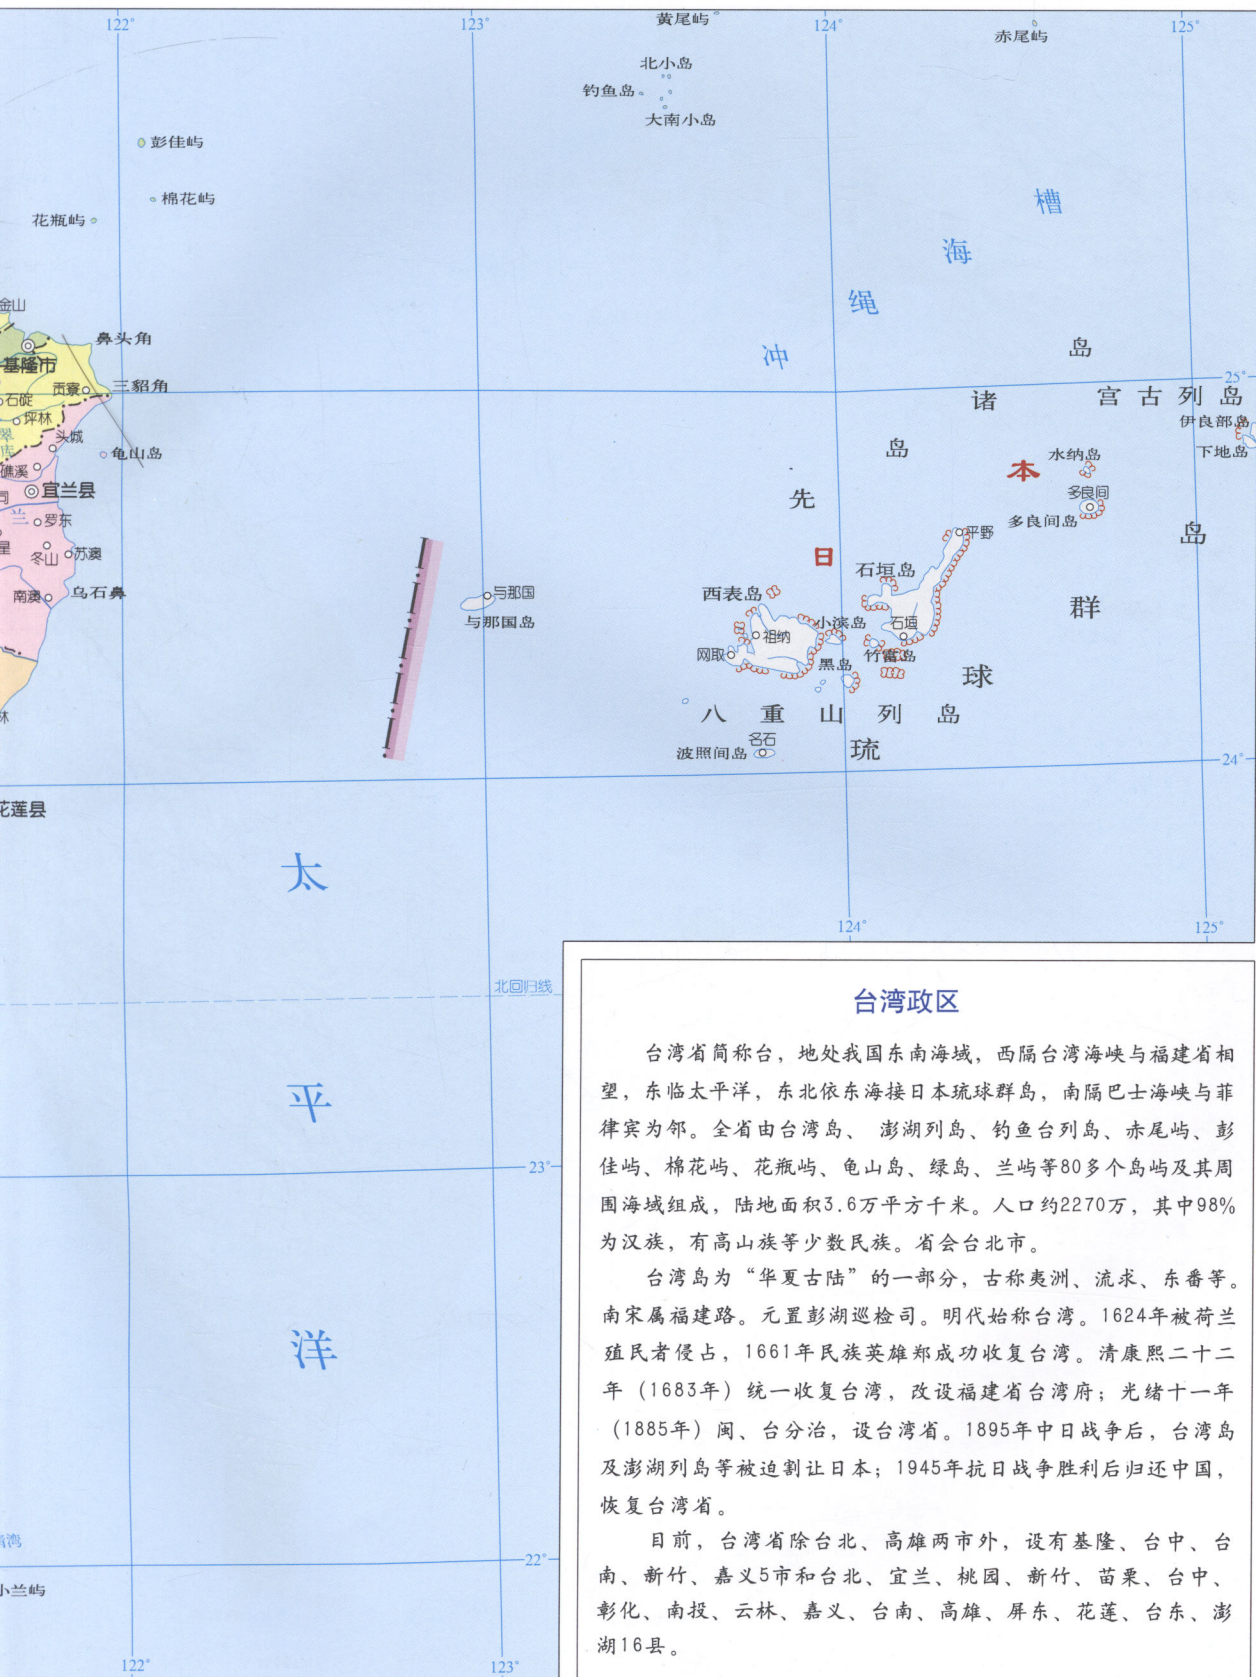 122°
123°
黄尾屿
124°
赤尾屿
125°
北小岛
钓鱼岛
大南小岛
彭佳屿
棉花屿
花瓶屿
槽
海
绳
冲
金山
鼻头角
基隆市
三貂角
贡寮
石碇
坪林
头城
翠
库
龟山岛
礁溪
宜兰县
兰
罗东
冬山
苏澳
南澳
乌石鼻
岛
25°
诸
宫古列岛
伊良部岛
下地岛
岛
水纳岛
本
先
多良间
多良间岛
岛
日
平野
石垣岛
西表岛
与那国
与那国岛
群
小滨岛
石垣
祖纳
网取
黑岛
竹富岛
球
八重山列岛
名石
波照间岛
琉
24°
花莲县
太
124°
125°
北回归线
平
23°
洋
22°
小兰屿
122°
123°
台湾政区
台湾省简称台，地处我国东南海域，西隔台湾海峡与福建省相
望，东临太平洋，东北依东海接日本琉球群岛，南隔巴士海峡与菲
律宾为邻。全省由台湾岛、 澎湖列岛、钓鱼台列岛、赤尾屿、彭
佳屿、棉花屿、花瓶屿、龟山岛、绿岛、兰屿等80多个岛屿及其周
围海域组成，陆地面积3.6万平方千米。人口约2270万，其中98%
为汉族，有高山族等少数民族。省会台北市。
台湾岛为“华夏古陆”的一部分，古称夷洲、流求、东番等。
南宋属福建路。元置彭湖巡检司。明代始称台湾。1624年被荷兰
殖民者侵占，1661年民族英雄郑成功收复台湾。清康熙二十二
年（1683年）统一收复台湾，改设福建省台湾府；光绪十一年
（1885年）闽、台分治，设台湾省。1895年中日战争后，台湾岛
及澎湖列岛等被迫割让日本；1945年抗日战争胜利后归还中国，
恢复台湾省。
目前，台湾省除台北、高雄两市外，设有基隆、台中、台
南、新竹、嘉义5市和台北、宜兰、桃园、新竹、苗栗、台中、
彰化、南投、云林、嘉义、台南、高雄、屏东、花莲、台东、澎
湖16县。